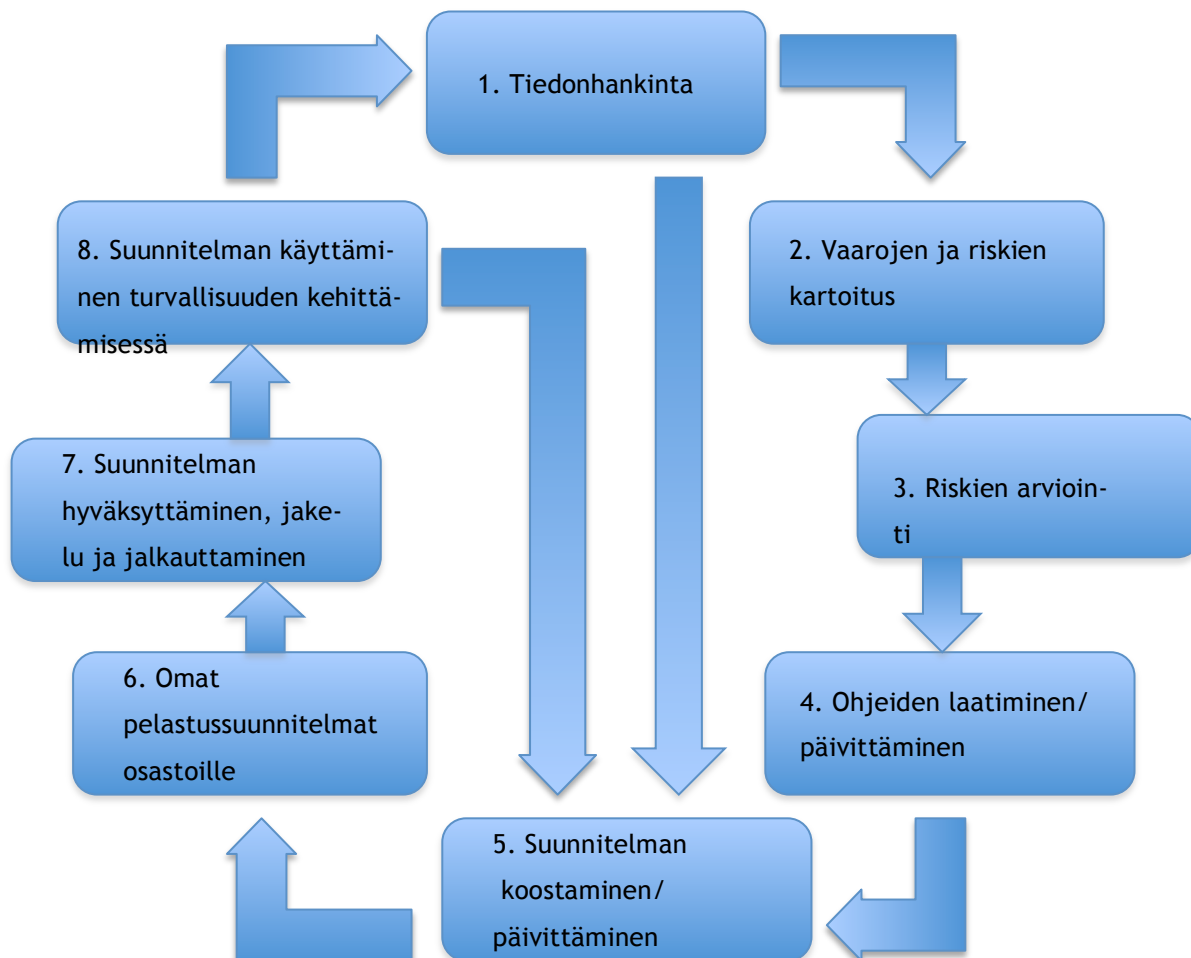 1. Tiedonhankinta
2. Vaarojen ja riskien
kartoitus
3. Riskien arvioin-
ti
4. Ohjeiden laatiminen/
päivittäminen
5. Suunnitelman
koostaminen/
päivittäminen
6. Omat
pelastussuunnitelmat
osastoille
7. Suunnitelman
hyväksyttäminen, jake-
lu ja jalkauttaminen
8. Suunnitelman käyttämi-
nen turvallisuuden kehittä-
misessä